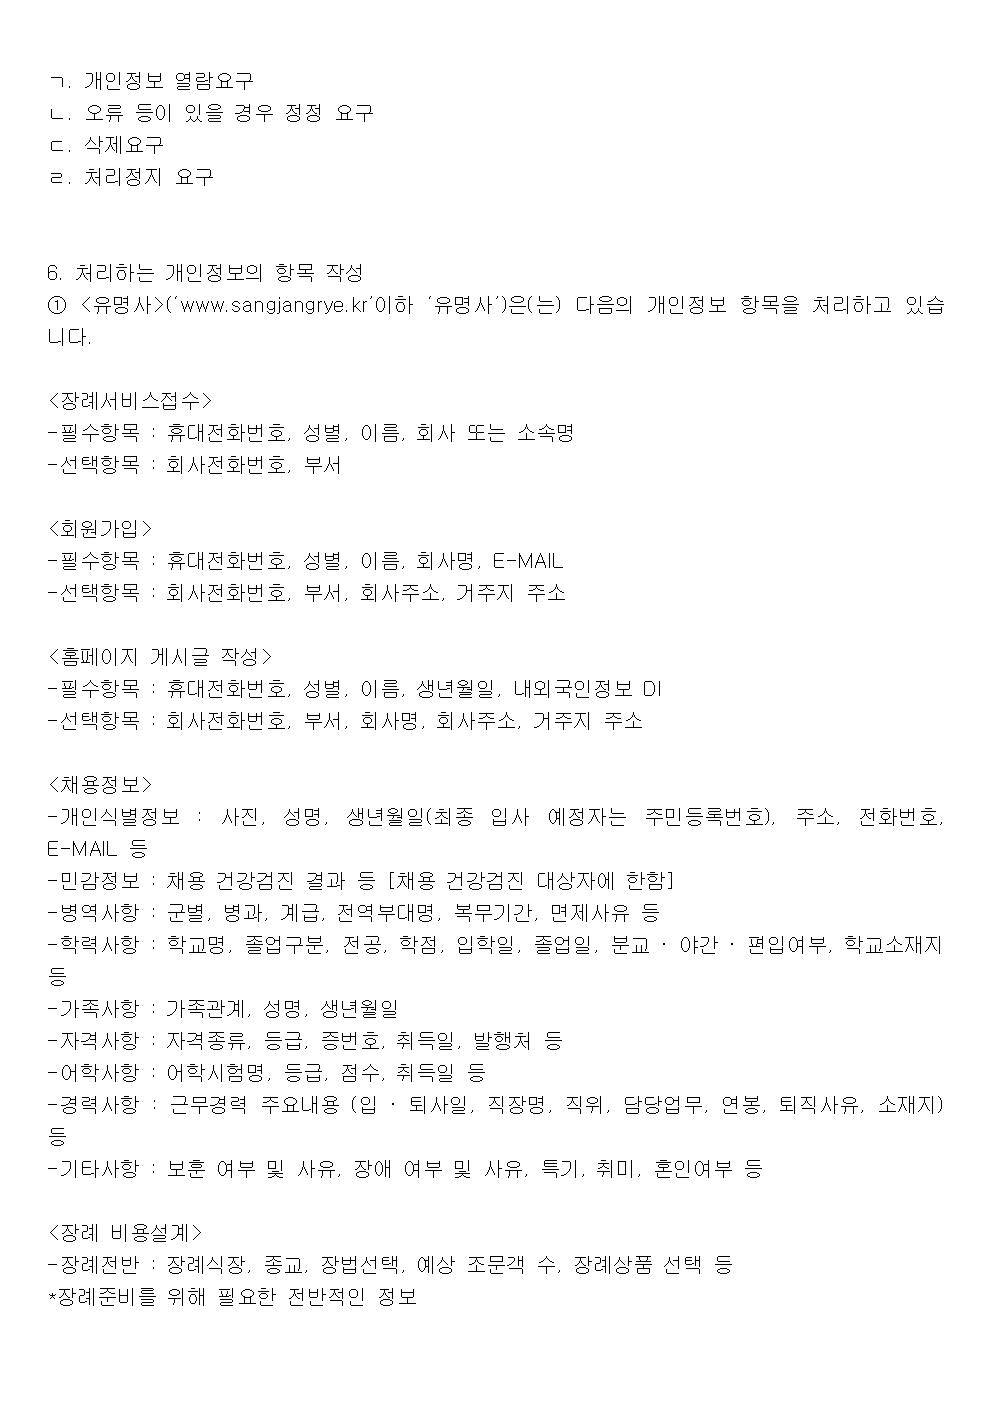 ㄱ. 개인정보 열람요구
ㄴ. 오류 등이 있을 경우 정정 요구
ㄷ. 삭제요구
ㄹ. 처리정지 요구
6. 처리하는 개인정보의 항목 작성
① <유명사>('www.sangjangrye.kr'이하 '유명사')은(는) 다음의 개인정보 항목을 처리하고 있습
니다.
<장례서비스접수>
-필수항목 : 휴대전화번호, 성별, 이름, 회사 또는 소속명
-선택항목 : 회사전화번호, 부서
<회원가입>
-필수항목 : 휴대전화번호, 성별, 이름, 회사명, E-MAIL
-선택항목 : 회사전화번호, 부서, 회사주소, 거주지 주소
<홈페이지 게시글 작성>
-필수항목 : 휴대전화번호, 성별, 이름, 생년월일, 내외국인정보 DI
-선택항목 : 회사전화번호, 부서, 회사명, 회사주소, 거주지 주소
<채용정보>
-개인식별정보 : 사진, 성명, 생년월일(최종 입사 예정자는 주민등록번호), 주소, 전화번호,
E-MAIL 등
-민감정보 : 채용 건강검진 결과 등 [채용 건강검진 대상자에 한함]
-병역사항 : 군별, 병과, 계급, 전역부대명, 복무기간, 면제사유 등
-학력사항 : 학교명, 졸업구분, 전공, 학점, 입학일, 졸업일, 분교 · 야간 · 편입여부, 학교소재지
등
-가족사항 : 가족관계, 성명, 생년월일
-자격사항 : 자격종류, 등급, 증번호, 취득일, 발행처 등
-어학사항 : 어학시험명, 등급, 점수, 취득일 등
-경력사항 : 근무경력 주요내용 (입 · 퇴사일, 직장명, 직위, 담당업무, 연봉, 퇴직사유, 소재지)
등
-기타사항 : 보훈 여부 및 사유, 장애 여부 및 사유, 특기, 취미, 혼인여부 등
<장례 비용설계>
-장례전반 : 장례식장, 종교, 장법선택, 예상 조문객 수, 장례상품 선택 등
*장례준비를 위해 필요한 전반적인 정보